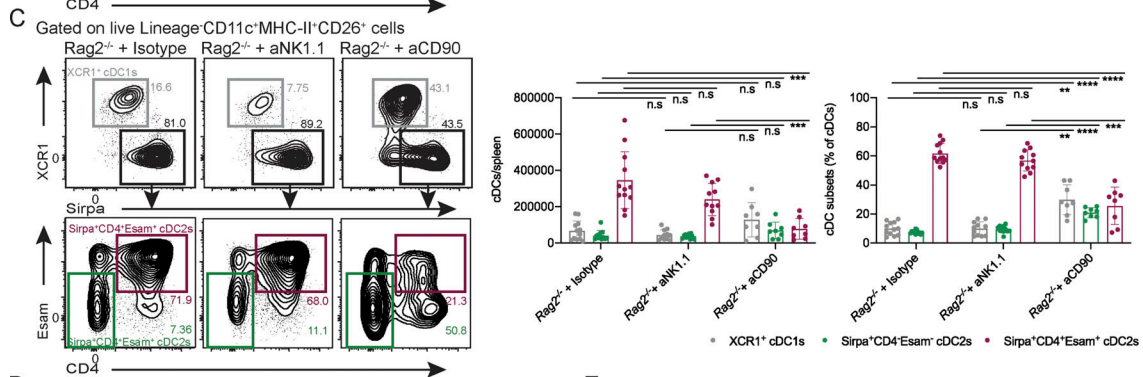 CD4
C
Gated on live Lineage-CD11c+MHC-II+CD26+ cells
Rag2-/- + Isotype
Rag2-/- + aNK1.1
Rag2-/- + aCD90
XCR1+ cDC1s
16.6
7.75
43.1
81.0
89.2
43.5
XCR1
0
0
Sirpa
Sirpa+CD4+Esam+ cDC2s
71.9
68.0
21.3
7.36
11.1
50.8
Sirpa+CD4-Esam- cDC2s
Esam
0
0
CD4
cDCs/spleen
800000
600000
400000
200000
0
***
n.s
n.s
n.s
n.s
n.s
n.s
***
Rag2-/- + Isotype
Rag2-/-+ aNK1.1
Rag2-/- + aCD90
cDC subsets (% of cDCs)
100
80
60
40
20
0
****
****
**
n.s
n.s
n.s
***
****
**
Rag2-/- + Isotype
Rag2-/-+ aNK1.1
Rag2-/- + aCD90
XCR1+ cDC1s
Sirpa+CD4-Esam- cDC2s
Sirpa+CD4+Esam+ cDC2s